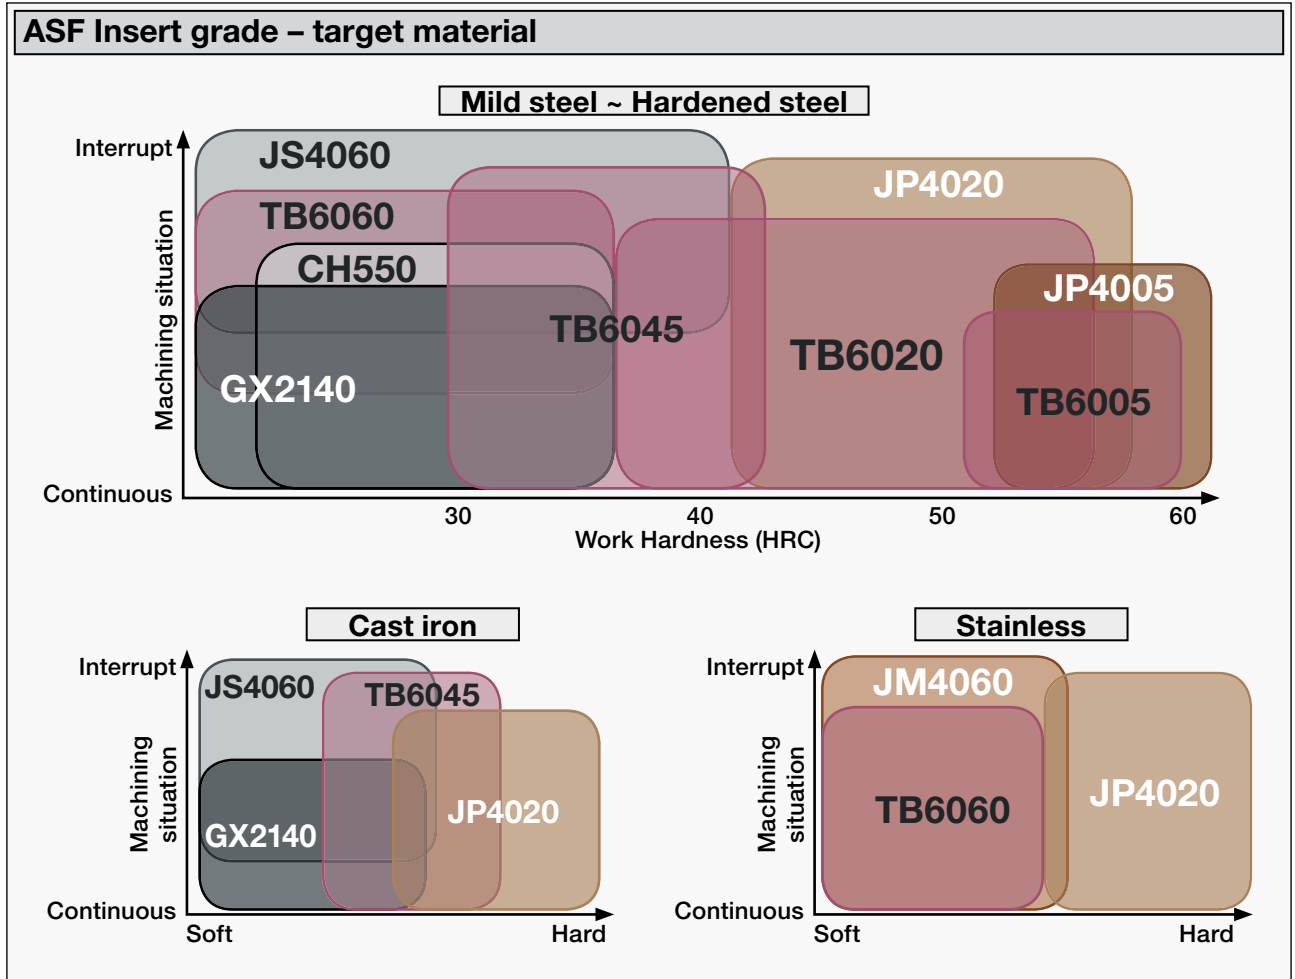 ASF Insert grade – target material
Mild steel ~ Hardened steel
Interrupt
JS4060
JP4020
TB6060
CH550
JP4005
Machining situation
TB6045
TB6020
GX2140
TB6005
Continuous
30
40
50
60
Work Hardness (HRC)
Cast iron
Interrupt
JS4060
TB6045
Machining
situation
JP4020
GX2140
Continuous
Soft
Hard
Stainless
Interrupt
JM4060
Machining
situation
JP4020
TB6060
Continuous
Soft
Hard